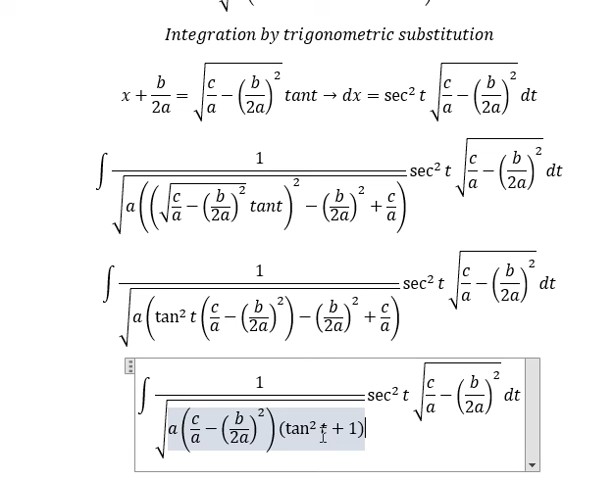 Integration by trigonometric substitution
x + b/2a = √(c/a − (b/2a)²) tant → dx = sec² t √(c/a − (b/2a)²) dt
∫ 1/√(a((√(c/a − (b/2a)²) tant)² − (b/2a)² + c/a)) sec² t √(c/a − (b/2a)²) dt
∫ 1/√(a(tan² t (c/a − (b/2a)²) − (b/2a)² + c/a)) sec² t √(c/a − (b/2a)²) dt
∫ 1/√(a(c/a − (b/2a)²)(tan² t + 1)) sec² t √(c/a − (b/2a)²) dt